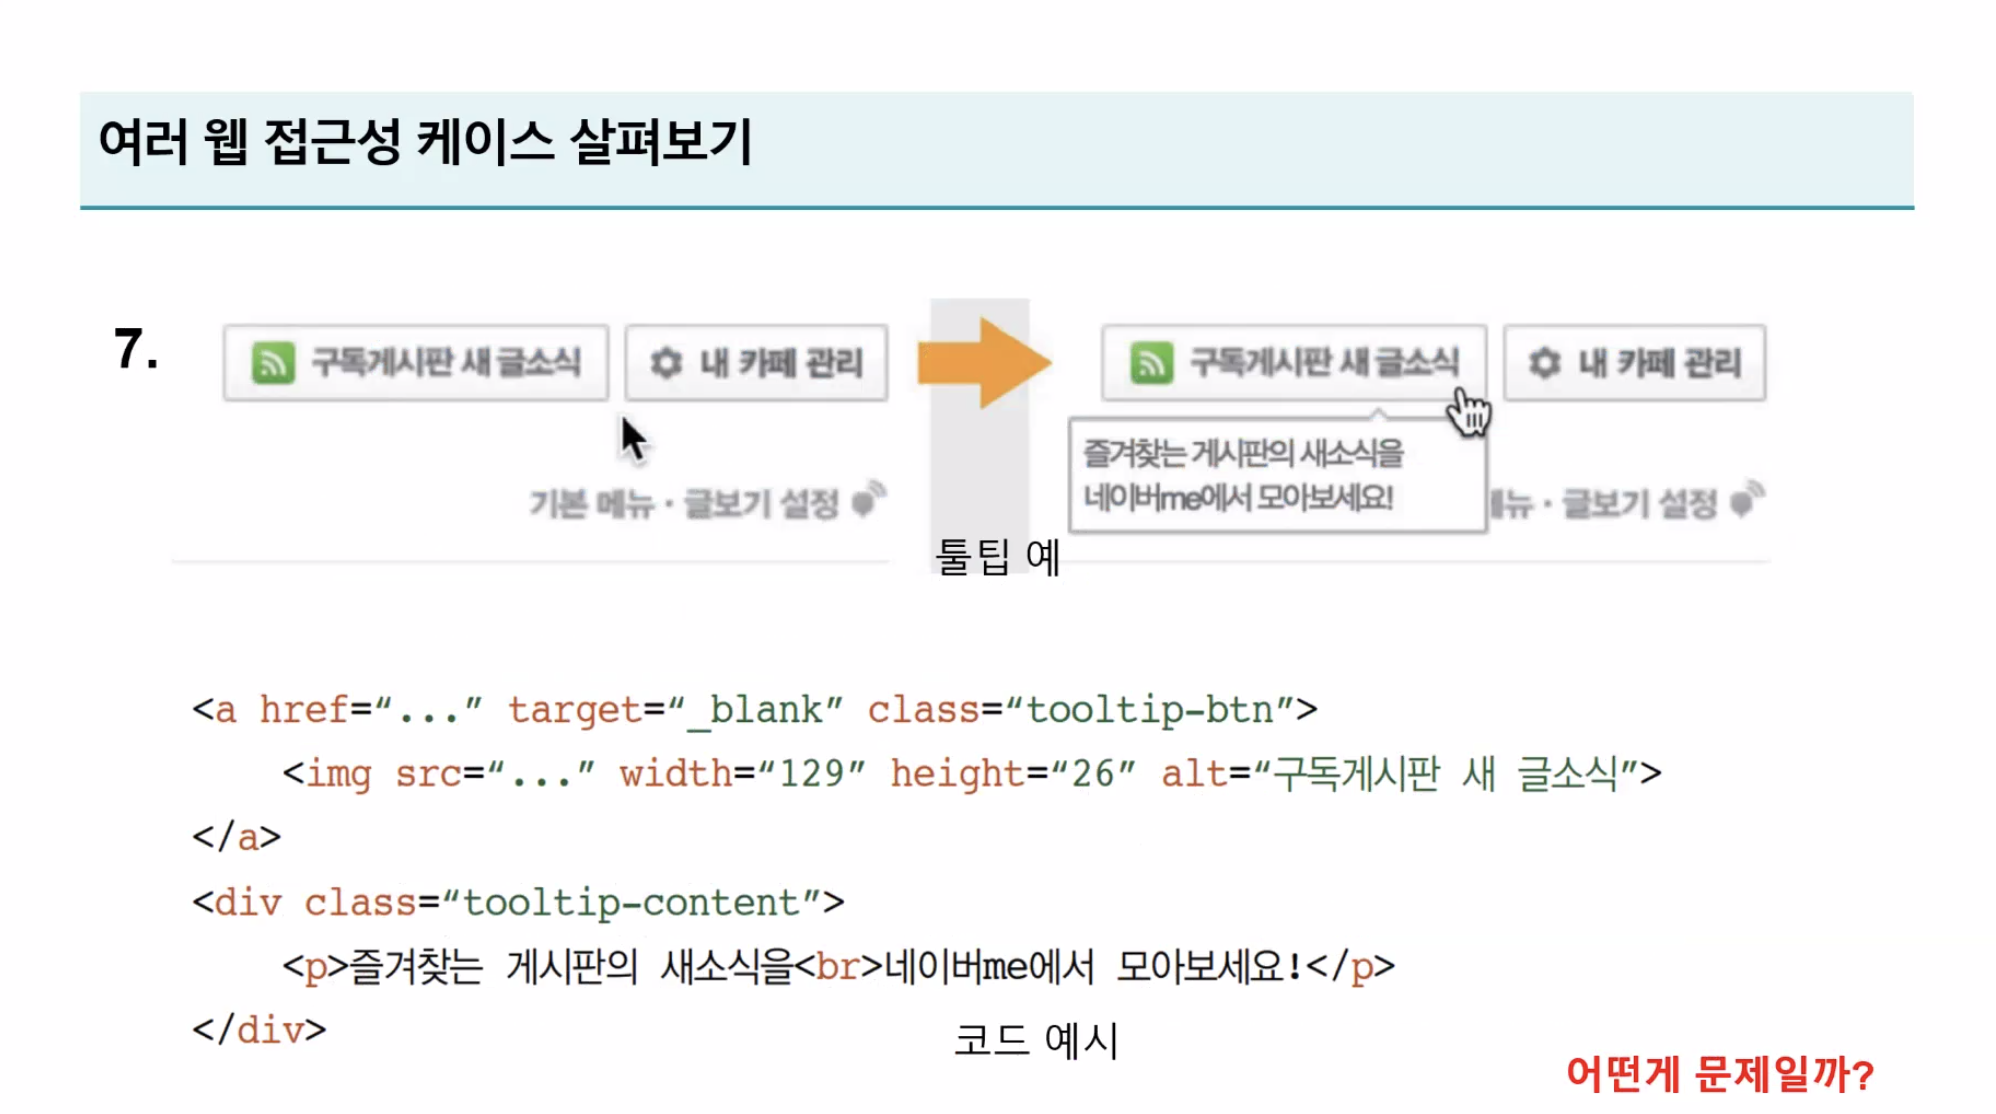 여러 웹 접근성 케이스 살펴보기
7.
구독게시판 새 글소식
내 카페 관리
기본 메뉴 · 글보기 설정
구독게시판 새 글소식
내 카페 관리
즐겨찾는 게시판의 새소식을
네이버me에서 모아보세요!
메뉴 · 글보기 설정
툴팁 예
<a href=“...” target=“_blank” class=“tooltip-btn”>
<img src=“...” width=“129” height=“26” alt=“구독게시판 새 글소식”>
</a>
<div class=“tooltip-content”>
<p>즐겨찾는 게시판의 새소식을<br>네이버me에서 모아보세요!</p>
</div>
코드 예시
어떤게 문제일까?